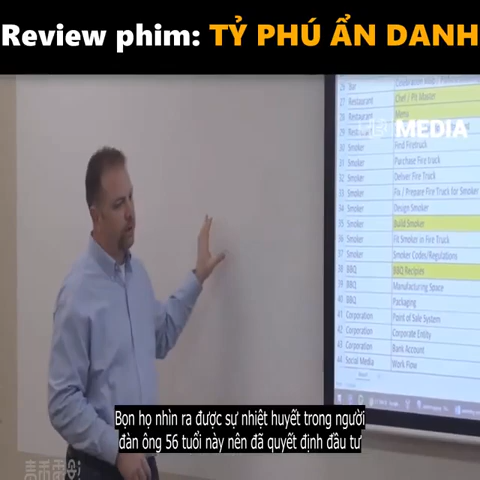 Review phim: TỶ PHÚ ẨN DANH
26 Bar
27 Restaurant Chef / Pit Master
28 Restaurant Menu
29 MEDIA
30 Smoker Find Firetruck
31 Smoker Purchase Fire truck
32 Smoker Deliver Fire Truck
33 Smoker Fix / Prepare Fire Truck for Smoker
34 Smoker Design Smoker
35 Smoker Build Smoker
36 Smoker Fit Smoker in Fire Truck
37 Smoker Smoker Codes/Regulations
38 BBQ BBQ Recipes
39 BBQ Manufacturing Space
40 BBQ Packaging
41 Corporation Point of Sale System
42 Corporation Corporate Entity
43 Corporation Bank Account
44 Social Media Work Flow
Bọn họ nhìn ra được sự nhiệt huyết trong người
đàn ông 56 tuổi này nên đã quyết định đầu tư